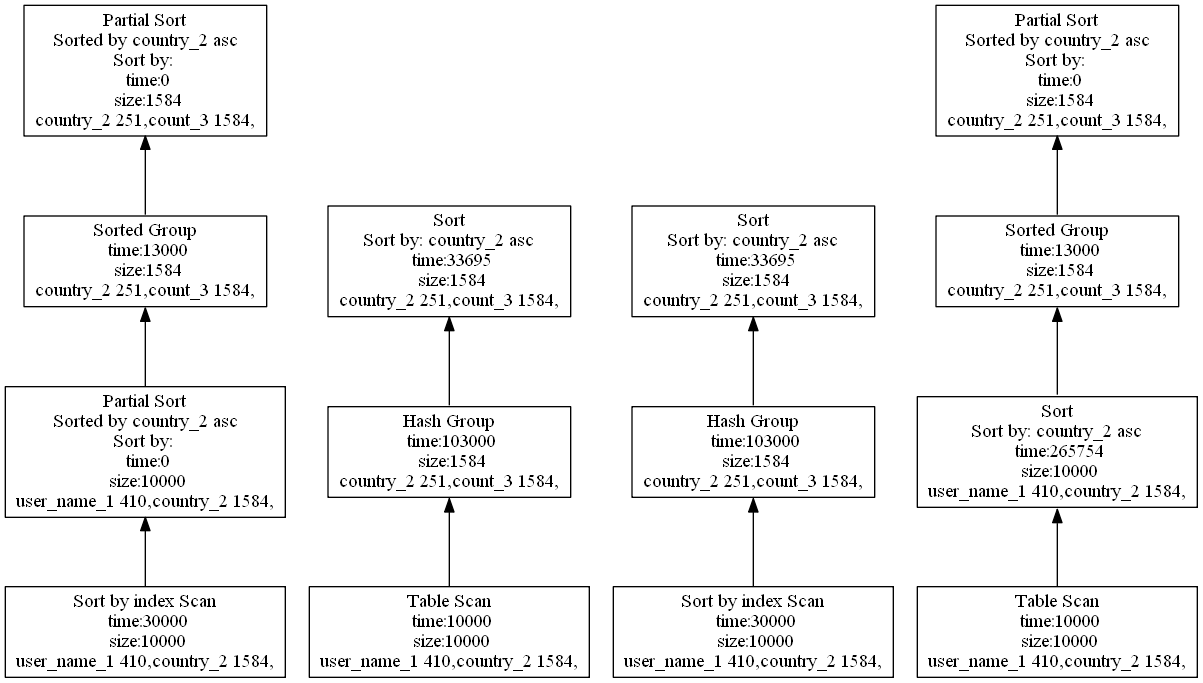 Partial Sort
Sorted by country_2 asc
Sort by:
time:0
size:1584
country_2 251,count_3 1584,
Sorted Group
time:13000
size:1584
country_2 251,count_3 1584,
Partial Sort
Sorted by country_2 asc
Sort by:
time:0
size:10000
user_name_1 410,country_2 1584,
Sort by index Scan
time:30000
size:10000
user_name_1 410,country_2 1584,
Sort
Sort by: country_2 asc
time:33695
size:1584
country_2 251,count_3 1584,
Hash Group
time:103000
size:1584
country_2 251,count_3 1584,
Table Scan
time:10000
size:10000
user_name_1 410,country_2 1584,
Sort
Sort by: country_2 asc
time:33695
size:1584
country_2 251,count_3 1584,
Hash Group
time:103000
size:1584
country_2 251,count_3 1584,
Sort by index Scan
time:30000
size:10000
user_name_1 410,country_2 1584,
Partial Sort
Sorted by country_2 asc
Sort by:
time:0
size:1584
country_2 251,count_3 1584,
Sorted Group
time:13000
size:1584
country_2 251,count_3 1584,
Sort
Sort by: country_2 asc
time:265754
size:10000
user_name_1 410,country_2 1584,
Table Scan
time:10000
size:10000
user_name_1 410,country_2 1584,